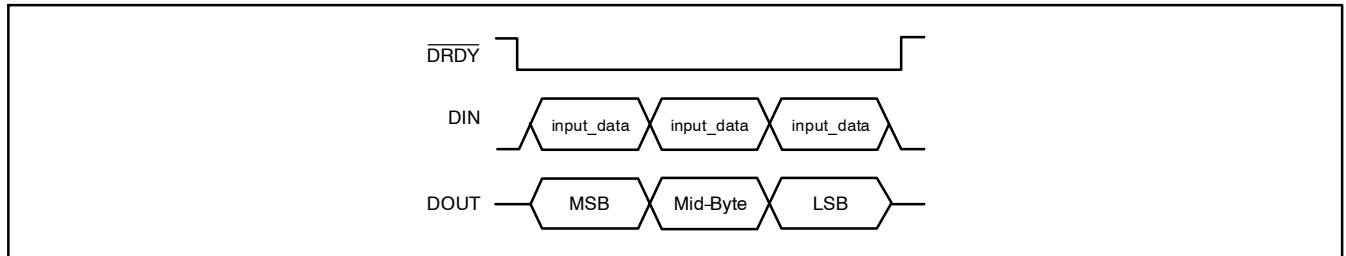 DRDY
DIN input_data input_data input_data
DOUT MSB Mid-Byte LSB